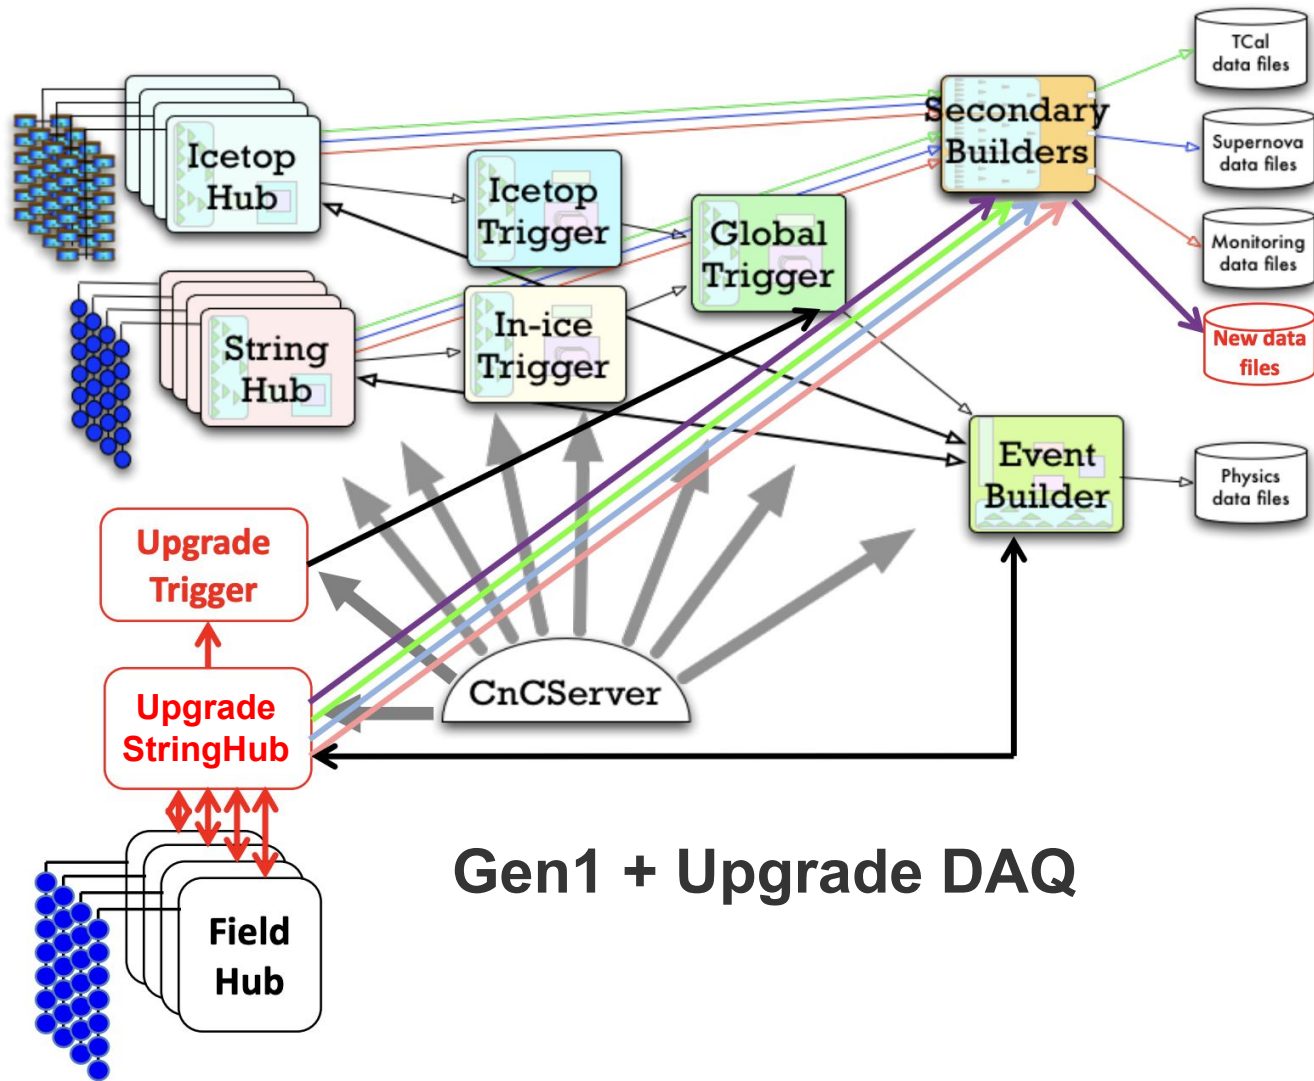 TCal
data files
Secondary
Builders
Supernova
data files
Icetop
Hub
Icetop
Trigger
Global
Trigger
Monitoring
data files
String
Hub
In-ice
Trigger
New data
files
Event
Builder
Physics
data files
Upgrade
Trigger
CnCServer
Upgrade
StringHub
Gen1 + Upgrade DAQ
Field
Hub